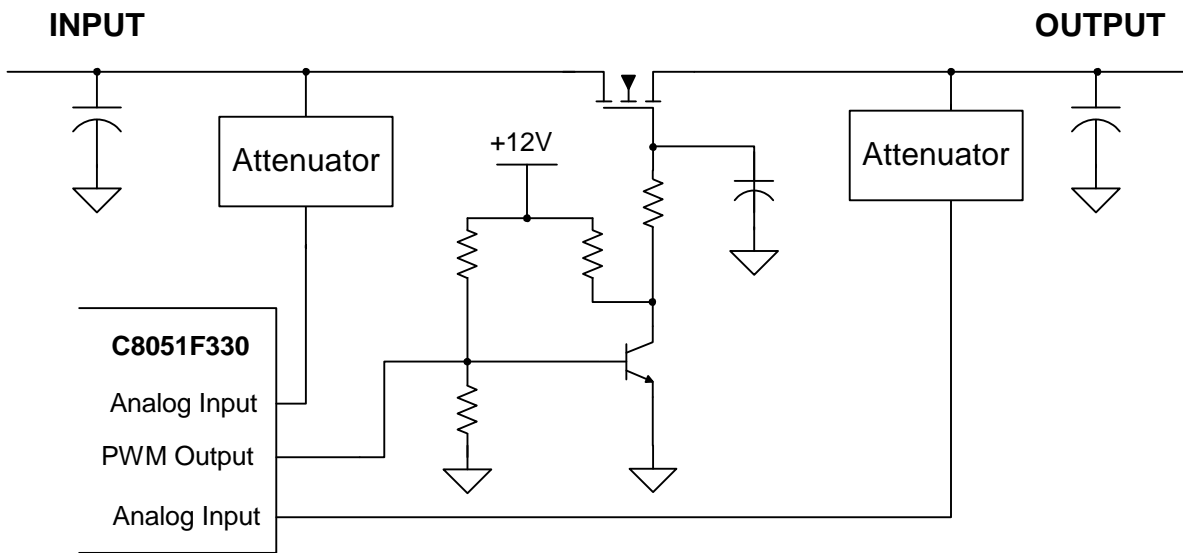 INPUT
OUTPUT
Attenuator
+12V
Attenuator
C8051F330
Analog Input
PWM Output
Analog Input